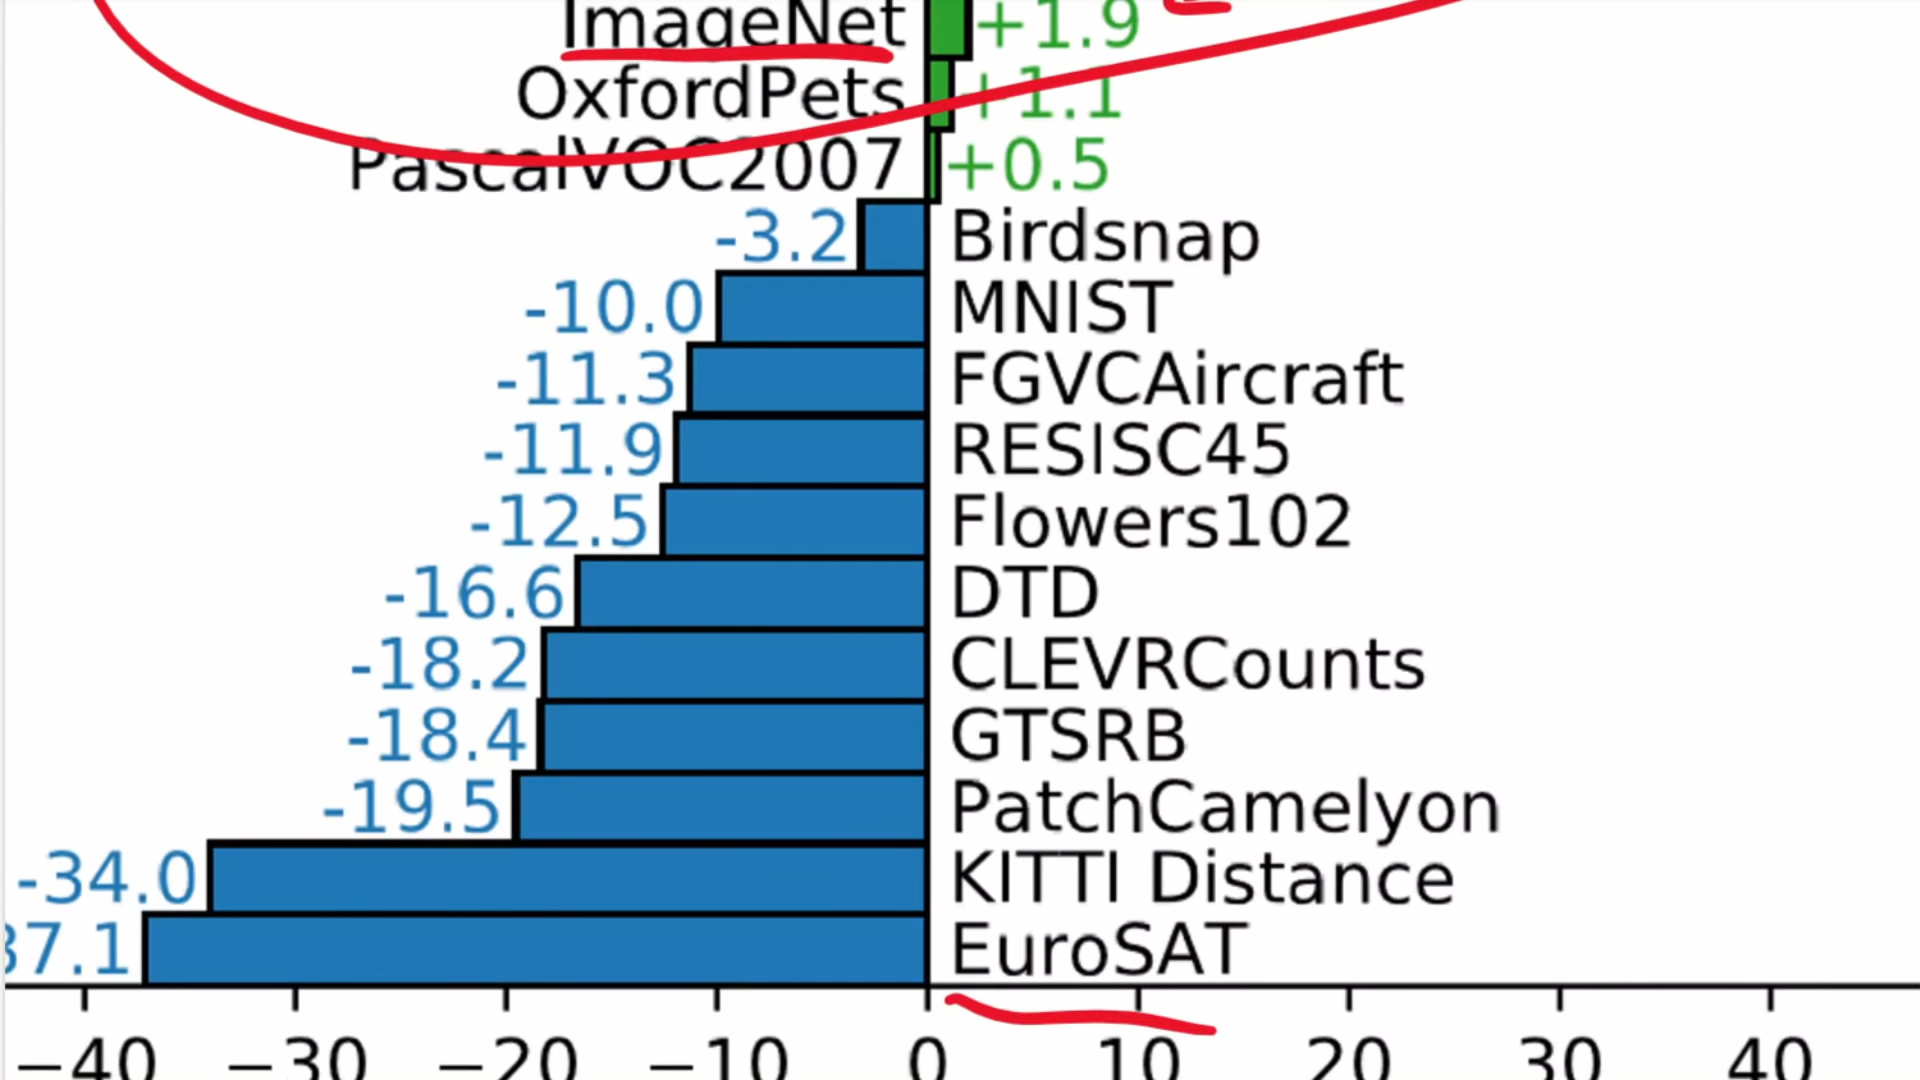 ImageNet +1.9
OxfordPets +1.1
PascalVOC2007 +0.5
-3.2 Birdsnap
-10.0 MNIST
-11.3 FGVCAircraft
-11.9 RESISC45
-12.5 Flowers102
-16.6 DTD
-18.2 CLEVRCounts
-18.4 GTSRB
-19.5 PatchCamelyon
-34.0 KITTI Distance
37.1 EuroSAT
−40 −30 −20 −10 0 10 20 30 40